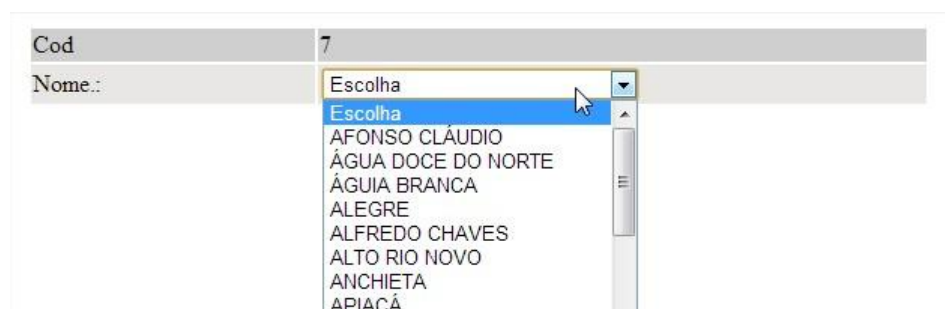 Cod 7
Nome.: Escolha
Escolha
AFONSO CLÁUDIO
ÁGUA DOCE DO NORTE
ÁGUIA BRANCA
ALEGRE
ALFREDO CHAVES
ALTO RIO NOVO
ANCHIETA
APIACÁ